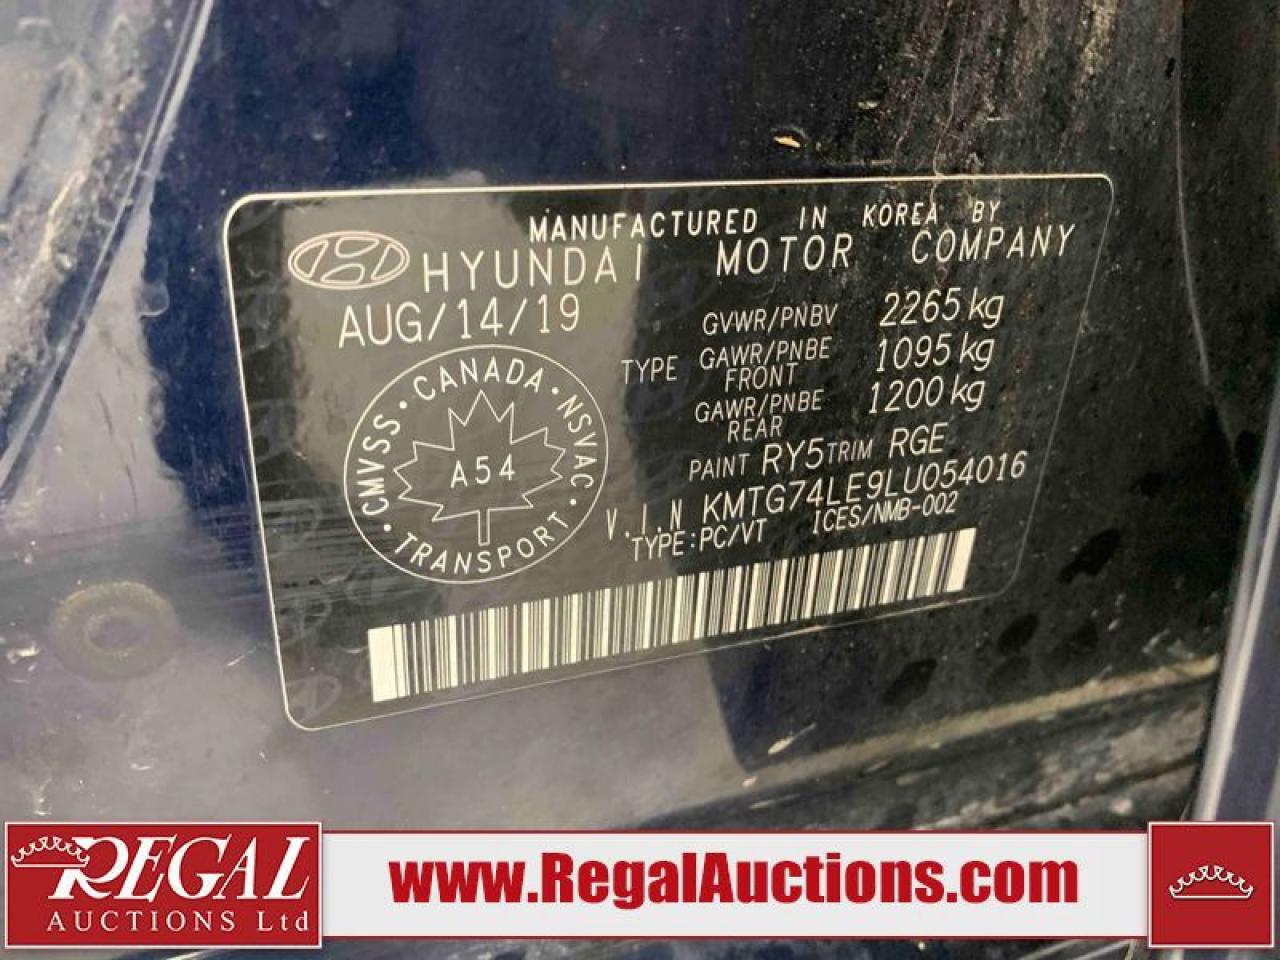 MANUFACTURED IN KOREA BY
HYUNDAI MOTOR COMPANY
AUG/14/19
GVWR/PNBV 2265 kg
TYPE GAWR/PNBE FRONT 1095 kg
GAWR/PNBE REAR 1200 kg
PAINT RY5 TRIM RGE
V.I.N KMTG74LE9LU054016
TYPE:PC/VT ICES/NMB-002
CMVSS · CANADA · NSVAC · TRANSPORT ·
A54
REGAL
AUCTIONS Ltd
www.RegalAuctions.com